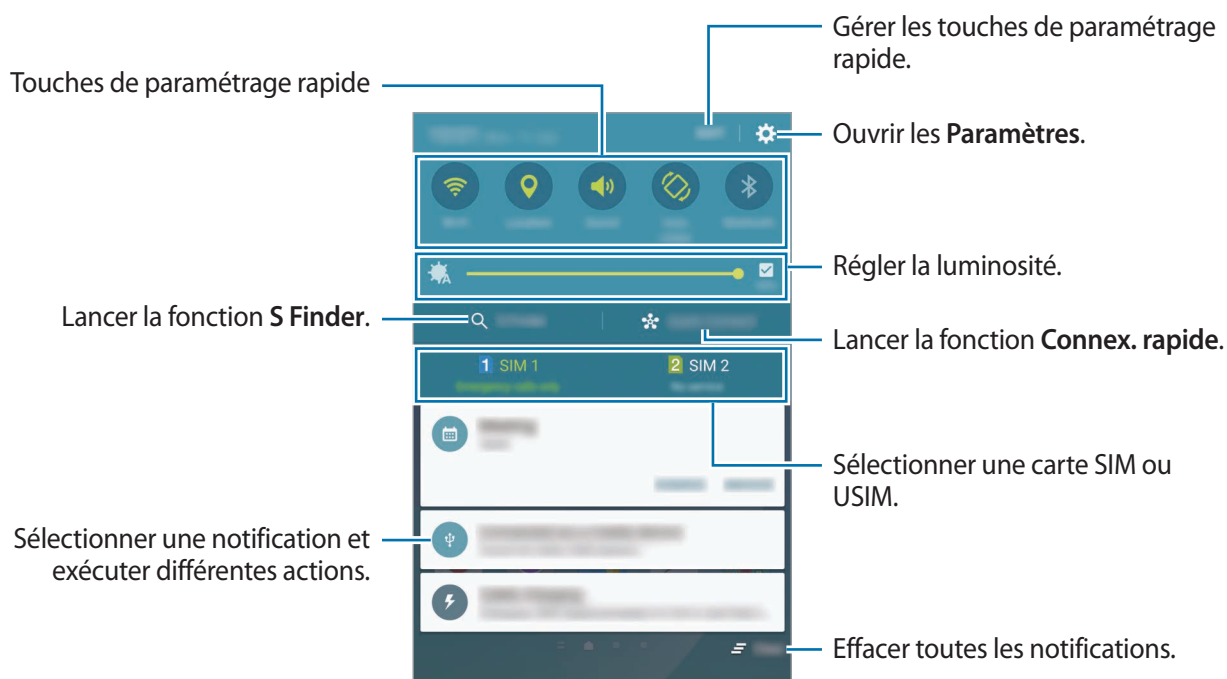 Gérer les touches de paramétrage
rapide.
Touches de paramétrage rapide
Ouvrir les Paramètres.
Régler la luminosité.
Lancer la fonction S Finder.
Lancer la fonction Connex. rapide.
1 SIM 1
2 SIM 2
Sélectionner une carte SIM ou
USIM.
Sélectionner une notification et
exécuter différentes actions.
Effacer toutes les notifications.